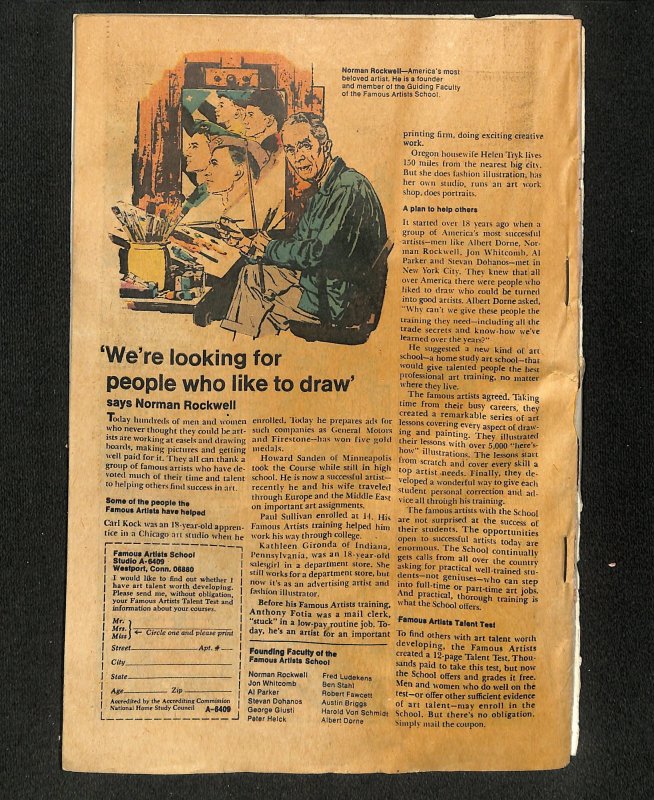 Norman Rockwell—America's most
beloved artist. He is a founder
and member of the Guiding Faculty
of the Famous Artists School.
'We're looking for
people who like to draw'
says Norman Rockwell
Today hundreds of men and women
who never thought they could be art-
ists are working at easels and drawing
boards, making pictures and getting
well paid for it. They all can thank a
group of famous artists who have de-
voted much of their time and talent
to helping others find success in art.
Some of the people the
Famous Artists have helped
Carl Kock was an 18-year-old appren-
tice in a Chicago art studio when he
Famous Artists School
Studio A-6409
Westport, Conn. 06880
I would like to find out whether I
have art talent worth developing.
Please send me, without obligation,
your Famous Artists Talent Test and
information about your courses.
Mr.
Mrs. ← Circle one and please print
Miss
Street Apt. #
City
State
Age Zip
Accredited by the Accrediting Commission
National Home Study Council A-6409
enrolled. Today he prepares ads for
such companies as General Motors
and Firestone—has won five gold
medals.
Howard Sanden of Minneapolis
took the Course while still in high
school. He is now a successful artist—
recently he and his wife traveled
through Europe and the Middle East
on important art assignments.
Paul Sullivan enrolled at 14. His
Famous Artists training helped him
work his way through college.
Kathleen Gironda of Indiana,
Pennsylvania, was an 18-year-old
salesgirl in a department store. She
still works for a department store, but
now it's as an advertising artist and
fashion illustrator.
Before his Famous Artists training,
Anthony Fotia was a mail clerk,
"stuck" in a low-pay routine job. To-
day, he's an artist for an important
Founding Faculty of the
Famous Artists School
Norman Rockwell
Jon Whitcomb
Al Parker
Stevan Dohanos
George Giusti
Peter Helck
Fred Ludekens
Ben Stahl
Robert Fawcett
Austin Briggs
Harold Von Schmidt
Albert Dorne
printing firm, doing exciting creative
work.
Oregon housewife Helen Tryk lives
150 miles from the nearest big city.
But she does fashion illustration, has
her own studio, runs an art work
shop, does portraits.
A plan to help others
It started over 18 years ago when a
group of America's most successful
artists—men like Albert Dorne, Nor-
man Rockwell, Jon Whitcomb, Al
Parker and Stevan Dohanos—met in
New York City. They knew that all
over America there were people who
liked to draw who could be turned
into good artists. Albert Dorne asked,
"Why can't we give these people the
training they need—including all the
trade secrets and know-how we've
learned over the years?"
He suggested a new kind of art
school—a home study art school—that
would give talented people the best
professional art training, no matter
where they live.
The famous artists agreed. Taking
time from their busy careers, they
created a remarkable series of art
lessons covering every aspect of draw-
ing and painting. They illustrated
their lessons with over 5,000 "here's-
how" illustrations. The lessons start
from scratch and cover every skill a
top artist needs. Finally, they de-
veloped a wonderful way to give each
student personal correction and ad-
vice all through his training.
The famous artists with the School
are not surprised at the success of
their students. The opportunities
open to successful artists today are
enormous. The School continually
gets calls from all over the country
asking for practical well-trained stu-
dents—not geniuses—who can step
into full-time or part-time art jobs.
And practical, thorough training is
what the School offers.
Famous Artists Talent Test
To find others with art talent worth
developing, the Famous Artists
created a 12-page Talent Test. Thou-
sands paid to take this test, but now
the School offers and grades it free.
Men and women who do well on the
test—or offer other sufficient evidence
of art talent—may enroll in the
School. But there's no obligation.
Simply mail the coupon.